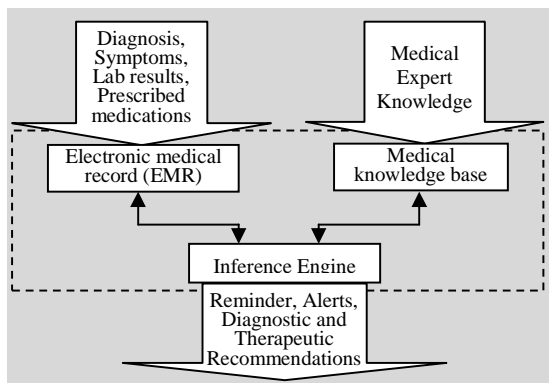 Diagnosis,
Symptoms,
Lab results,
Prescribed
medications
Medical
Expert
Knowledge
Electronic medical
record (EMR)
Medical
knowledge base
Inference Engine
Reminder, Alerts,
Diagnostic and
Therapeutic
Recommendations